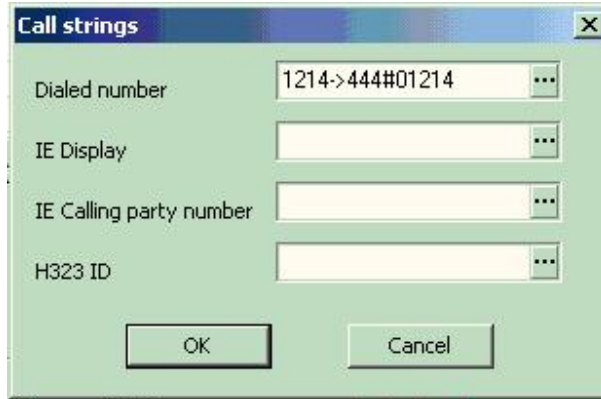 Call strings
Dialed number 1214->444#01214 ...
IE Display ...
IE Calling party number ...
H323 ID ...
OK Cancel